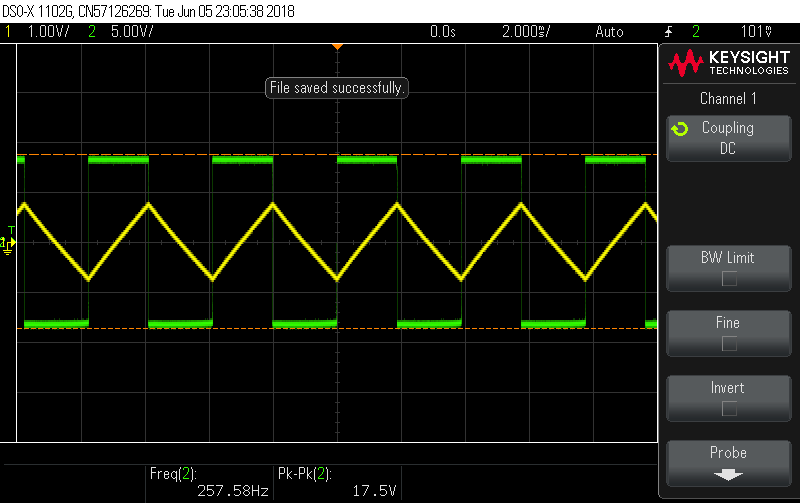 DSO-X 1102G, CN57126269: Tue Jun 05 23:05:38 2018
1 1.00V/ 2 5.00V/ 0.0s 2.000ms/ Auto 2 101mV
File saved successfully.
KEYSIGHT
TECHNOLOGIES
Channel 1
Coupling
DC
BW Limit
Fine
Invert
Probe
Freq(2):
257.58Hz
Pk-Pk(2):
17.5V